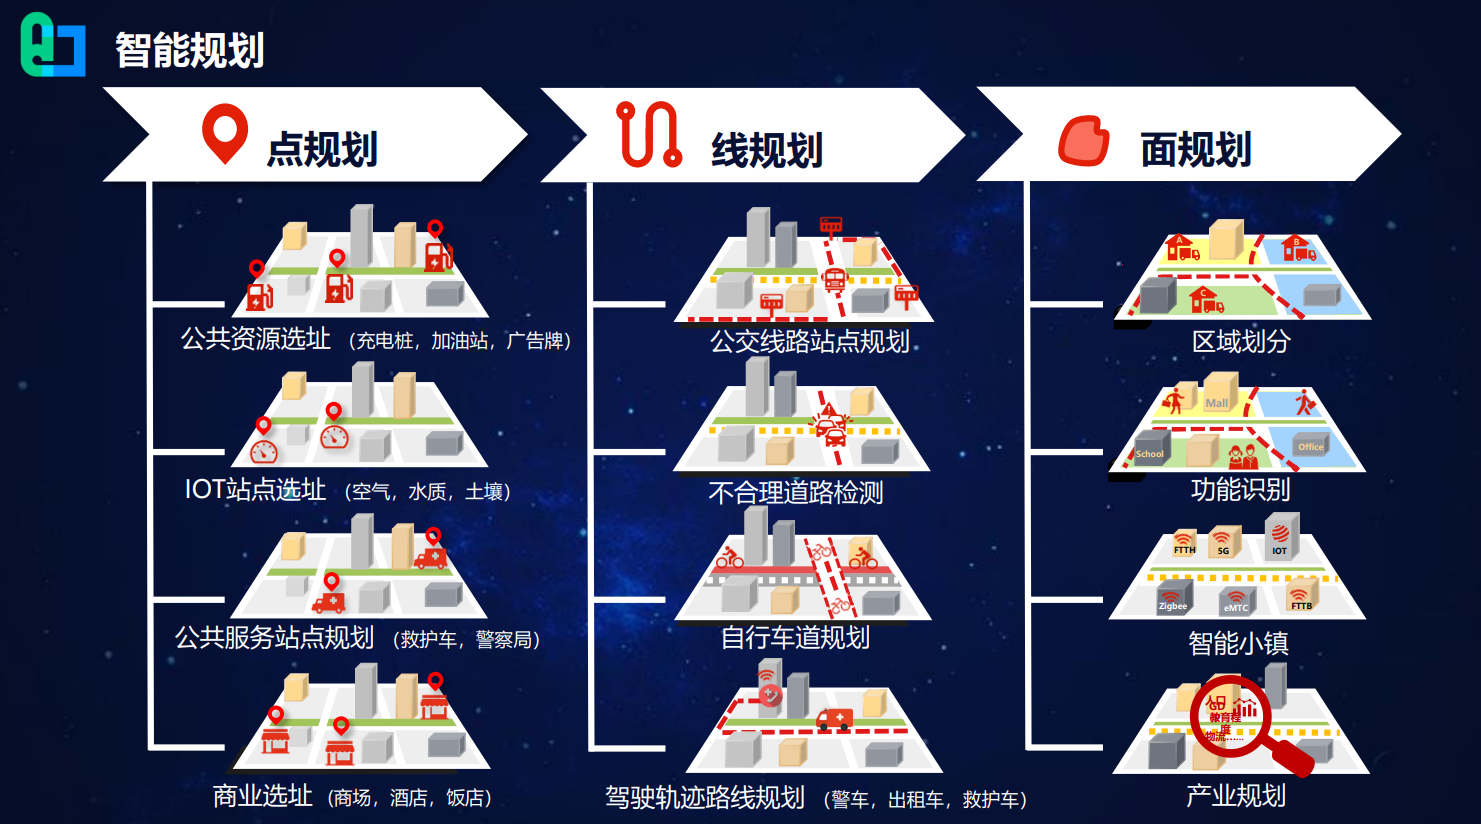 智能规划
点规划
公共资源选址 （充电桩，加油站，广告牌）
IOT站点选址 （空气，水质，土壤）
公共服务站点规划 （救护车，警察局）
商业选址 （商场，酒店，饭店）
线规划
公交线路站点规划
不合理道路检测
自行车道规划
驾驶轨迹路线规划 （警车，出租车，救护车）
面规划
A
B
C
区域划分
Mall
School
Office
功能识别
FTTH
5G
IOT
Zigbee
eMTC
FTTB
智能小镇
人口
教育程
度
物流……
产业规划